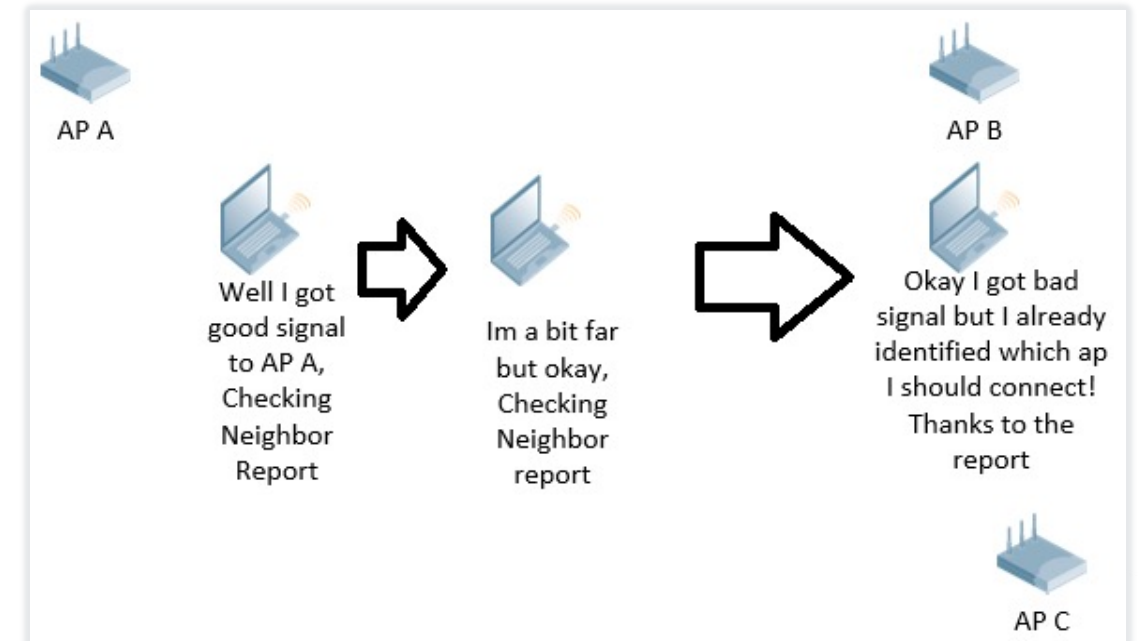 AP A
AP B
Well I got
good signal
to AP A,
Checking
Neighbor
Report
Im a bit far
but okay,
Checking
Neighbor
report
Okay I got bad
signal but I already
identified which ap
I should connect!
Thanks to the
report
AP C